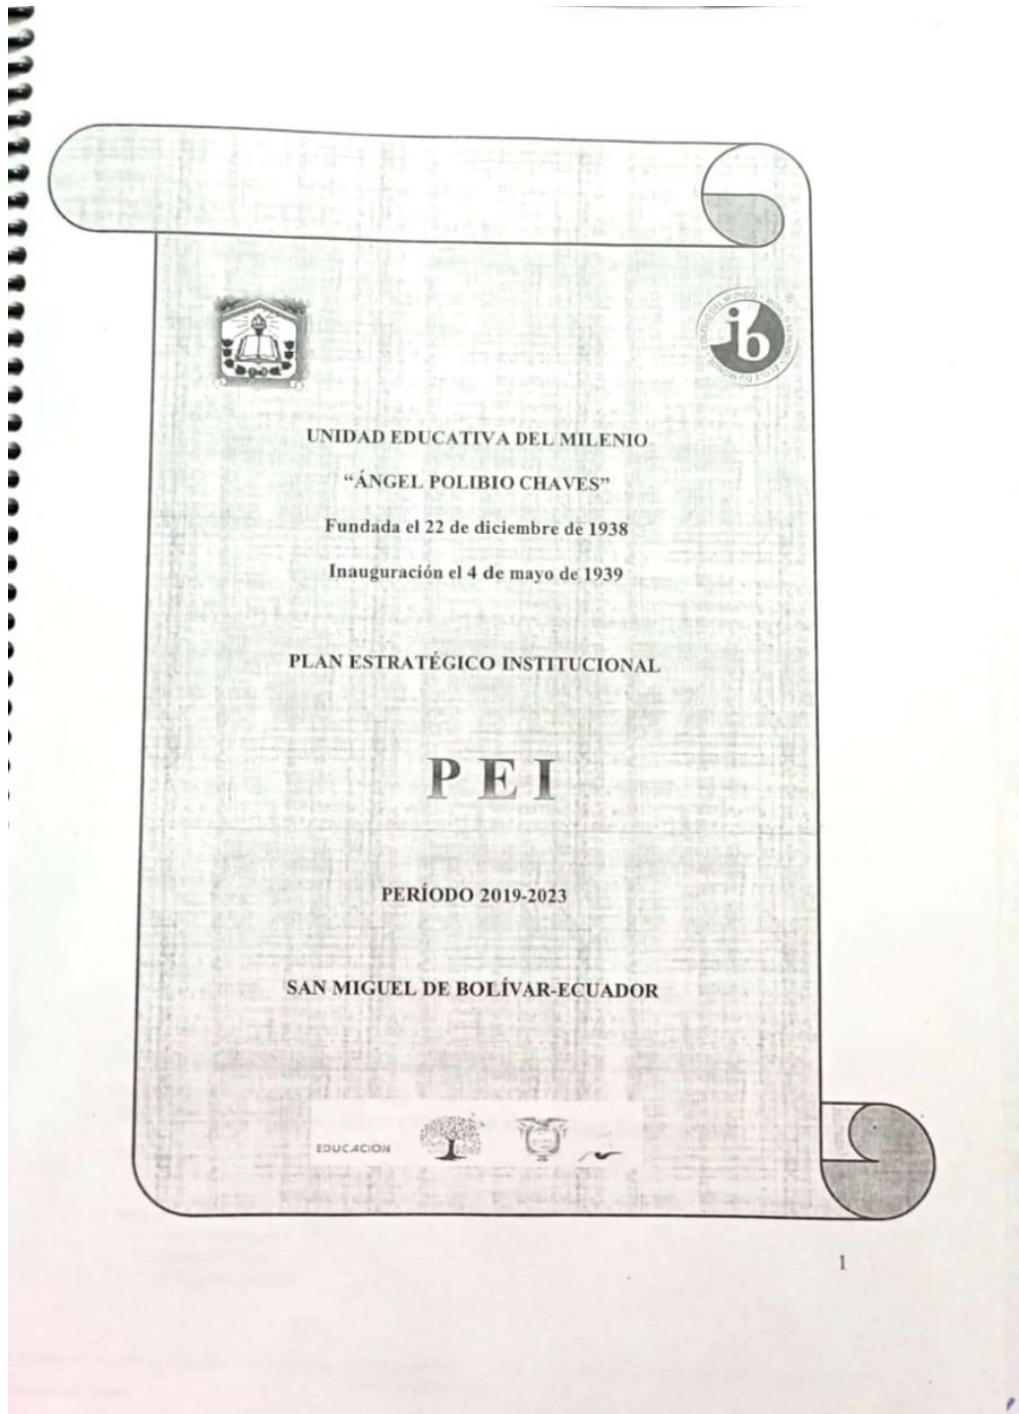 ib
UNIDAD EDUCATIVA DEL MILENIO
“ÁNGEL POLIBIO CHAVES”
Fundada el 22 de diciembre de 1938
Inauguración el 4 de mayo de 1939
PLAN ESTRATÉGICO INSTITUCIONAL
P E I
PERÍODO 2019-2023
SAN MIGUEL DE BOLÍVAR-ECUADOR
EDUCACIÓN
1